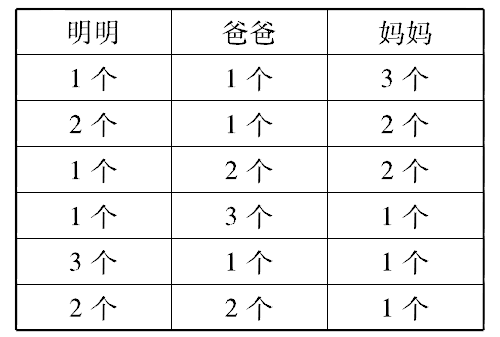 明明 爸爸 妈妈
1个 1个 3个
2个 1个 2个
1个 2个 2个
1个 3个 1个
3个 1个 1个
2个 2个 1个